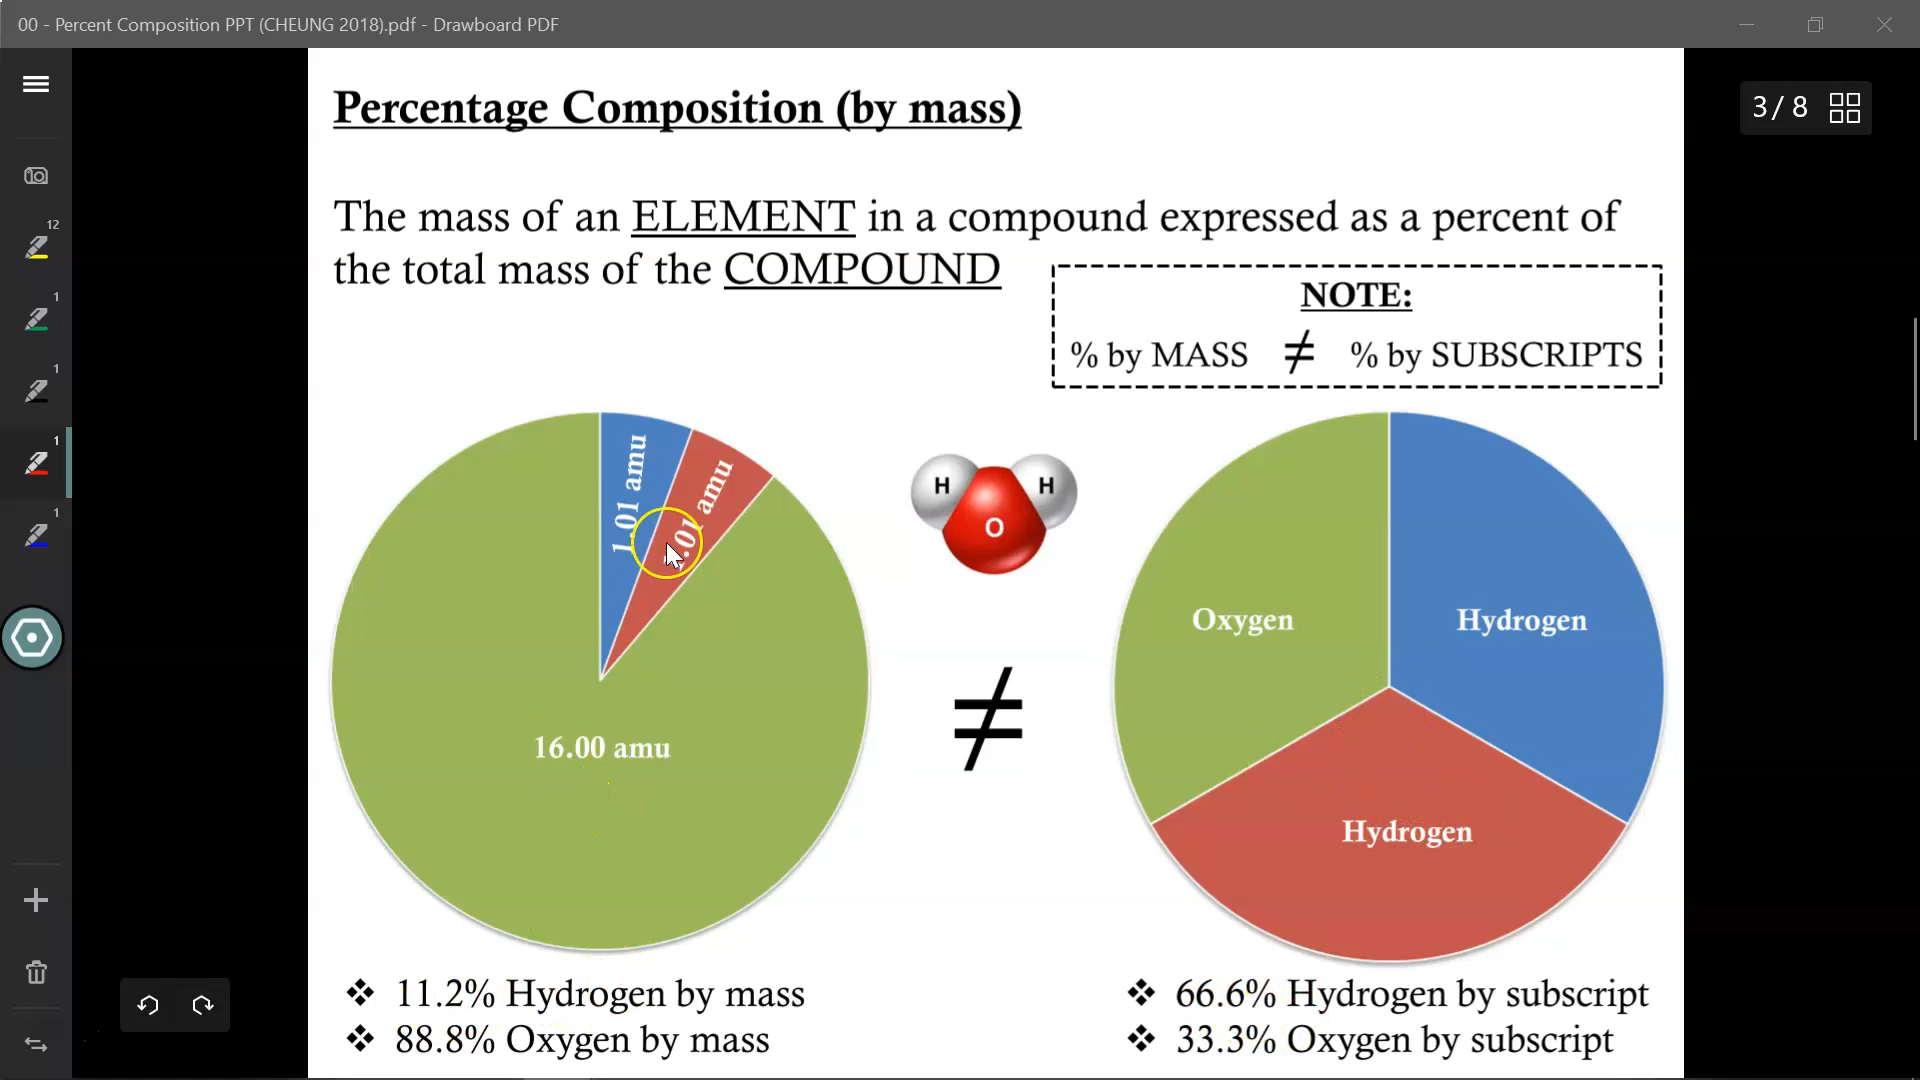 00 - Percent Composition PPT (CHEUNG 2018).pdf - Drawboard PDF
3 / 8
12
1
1
1
1
Percentage Composition (by mass)
The mass of an ELEMENT in a compound expressed as a percent of
the total mass of the COMPOUND
NOTE:
% by MASS ≠ % by SUBSCRIPTS
1.01 amu
.01 amu
16.00 amu
H
H
O
≠
Oxygen
Hydrogen
Hydrogen
❖ 11.2% Hydrogen by mass
❖ 88.8% Oxygen by mass
❖ 66.6% Hydrogen by subscript
❖ 33.3% Oxygen by subscript